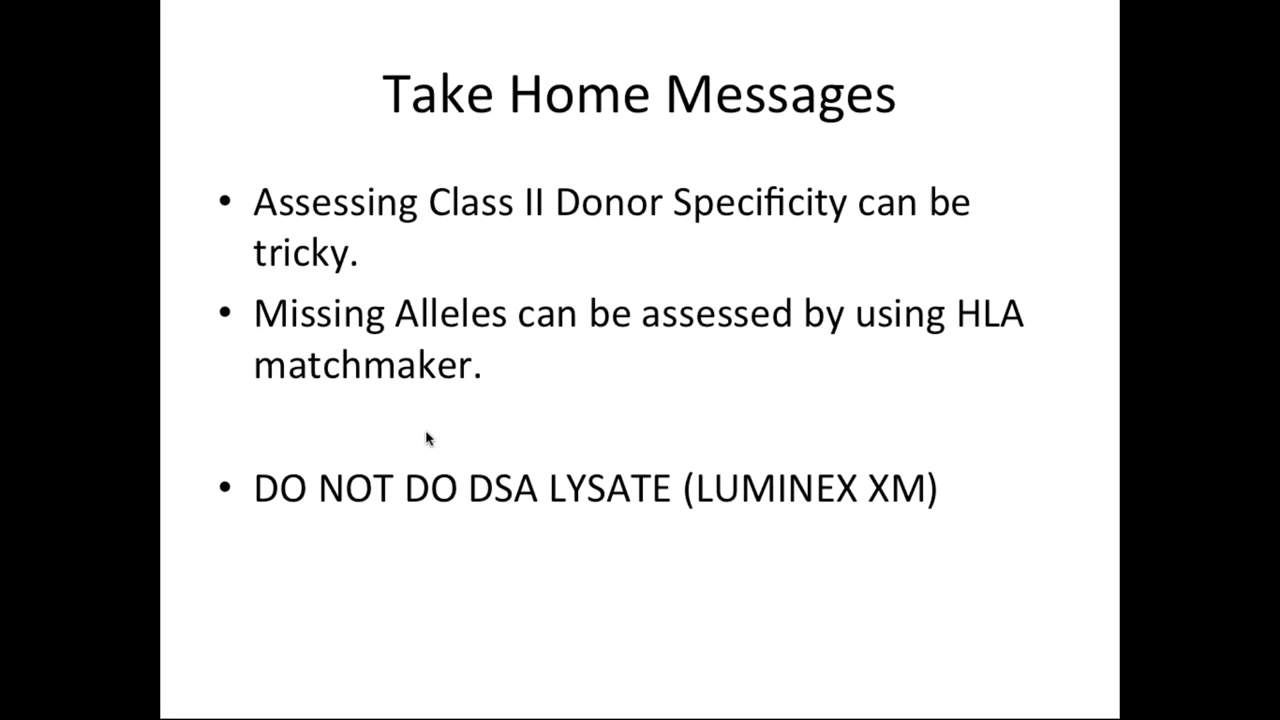 Take Home Messages
• Assessing Class II Donor Specificity can be
tricky.
• Missing Alleles can be assessed by using HLA
matchmaker.
• DO NOT DO DSA LYSATE (LUMINEX XM)